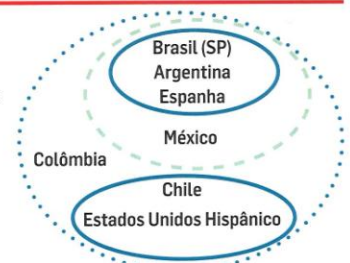 Brasil (SP)
Argentina
Espanha
México
Colômbia
Chile
Estados Unidos Hispânico